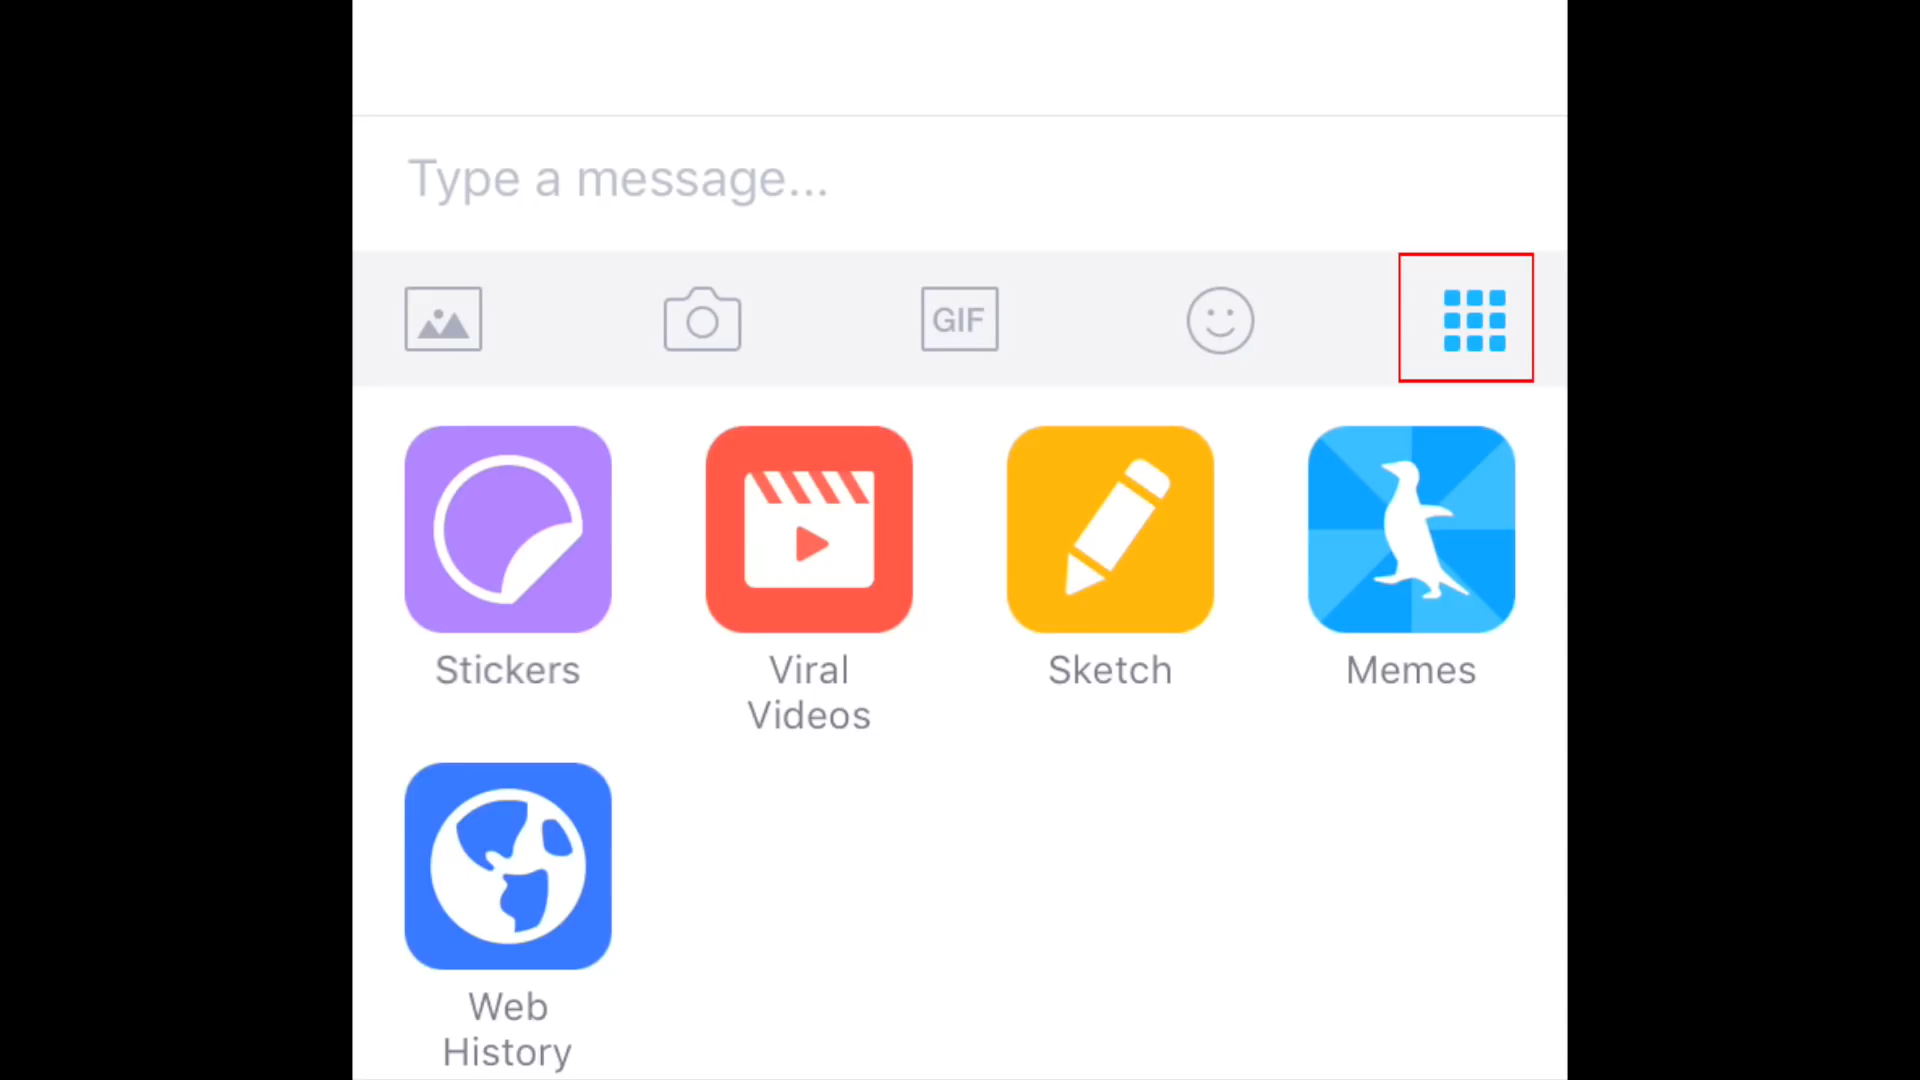 Type a message...
GIF
Stickers
Viral
Videos
Sketch
Memes
Web
History